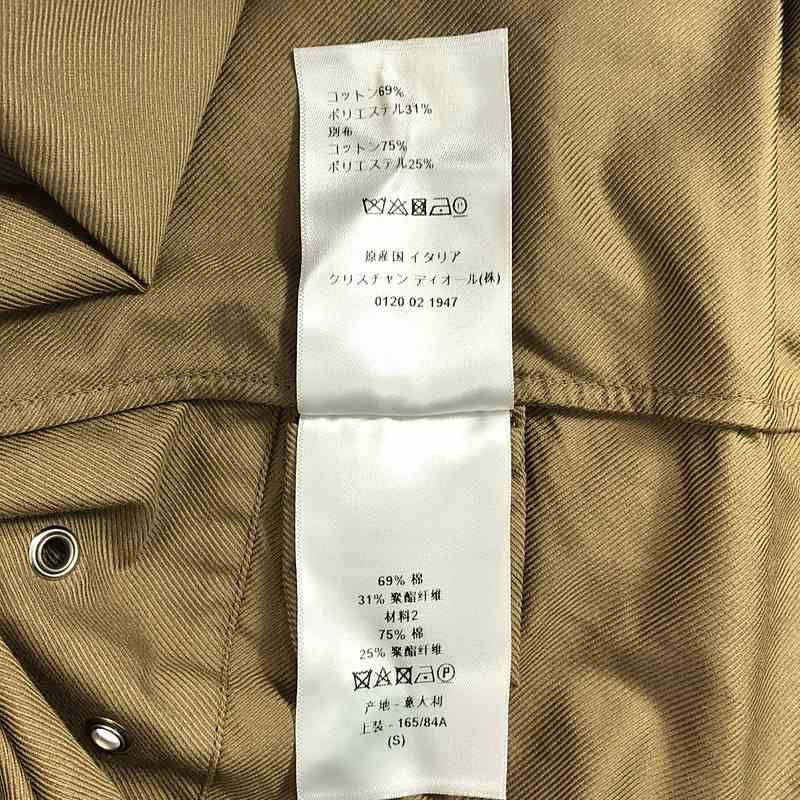 コットン69%
ポリエステル31%
別布
コットン75%
ポリエステル25%
原産国 イタリア
クリスチャン ディオール(株)
0120 02 1947
69% 棉
31% 聚酯纤维
材料2
75% 棉
25% 聚酯纤维
P
产地 - 意大利
上装 - 165/84A
(S)